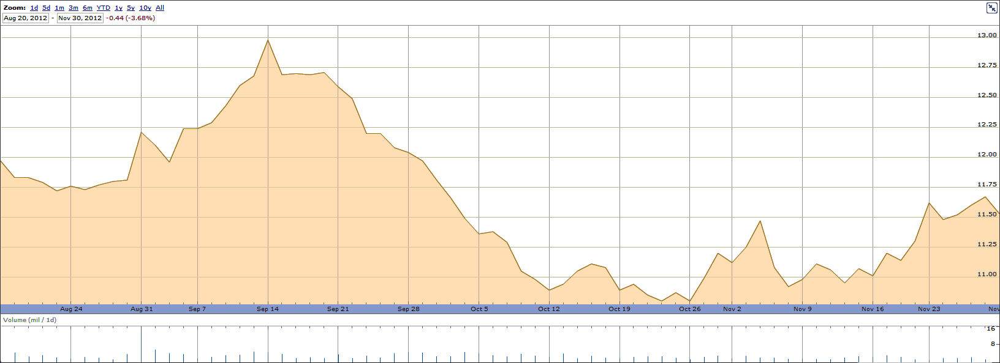 Zoom: 1d 5d 1m 3m 6m YTD 1y 5y 10y All
Aug 20, 2012 - Nov 30, 2012 -0.44 (-3.68%)
13.00
12.75
12.50
12.25
12.00
11.75
11.50
11.25
11.00
Aug 24 Aug 31 Sep 7 Sep 14 Sep 21 Sep 28 Oct 5 Oct 12 Oct 19 Oct 26 Nov 2 Nov 9 Nov 16 Nov 23 Nov
Volume (mil / 1d)
16
8